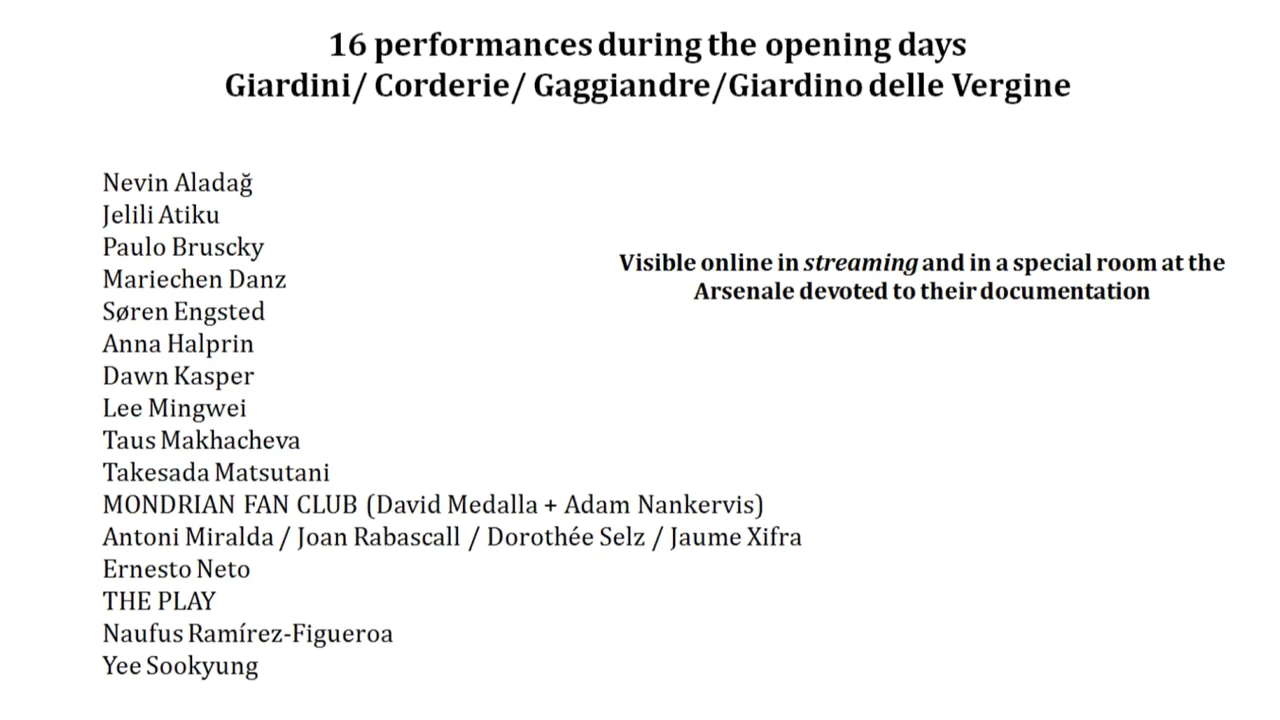 16 performances during the opening days
Giardini/ Corderie/ Gaggiandre/Giardino delle Vergine
Nevin Aladağ
Jelili Atiku
Paulo Bruscky
Mariechen Danz
Søren Engsted
Anna Halprin
Dawn Kasper
Lee Mingwei
Taus Makhacheva
Takesada Matsutani
MONDRIAN FAN CLUB (David Medalla + Adam Nankervis)
Antoni Miralda / Joan Rabascall / Dorothée Selz / Jaume Xifra
Ernesto Neto
THE PLAY
Naufus Ramírez-Figueroa
Yee Sookyung
Visible online in streaming and in a special room at the
Arsenale devoted to their documentation